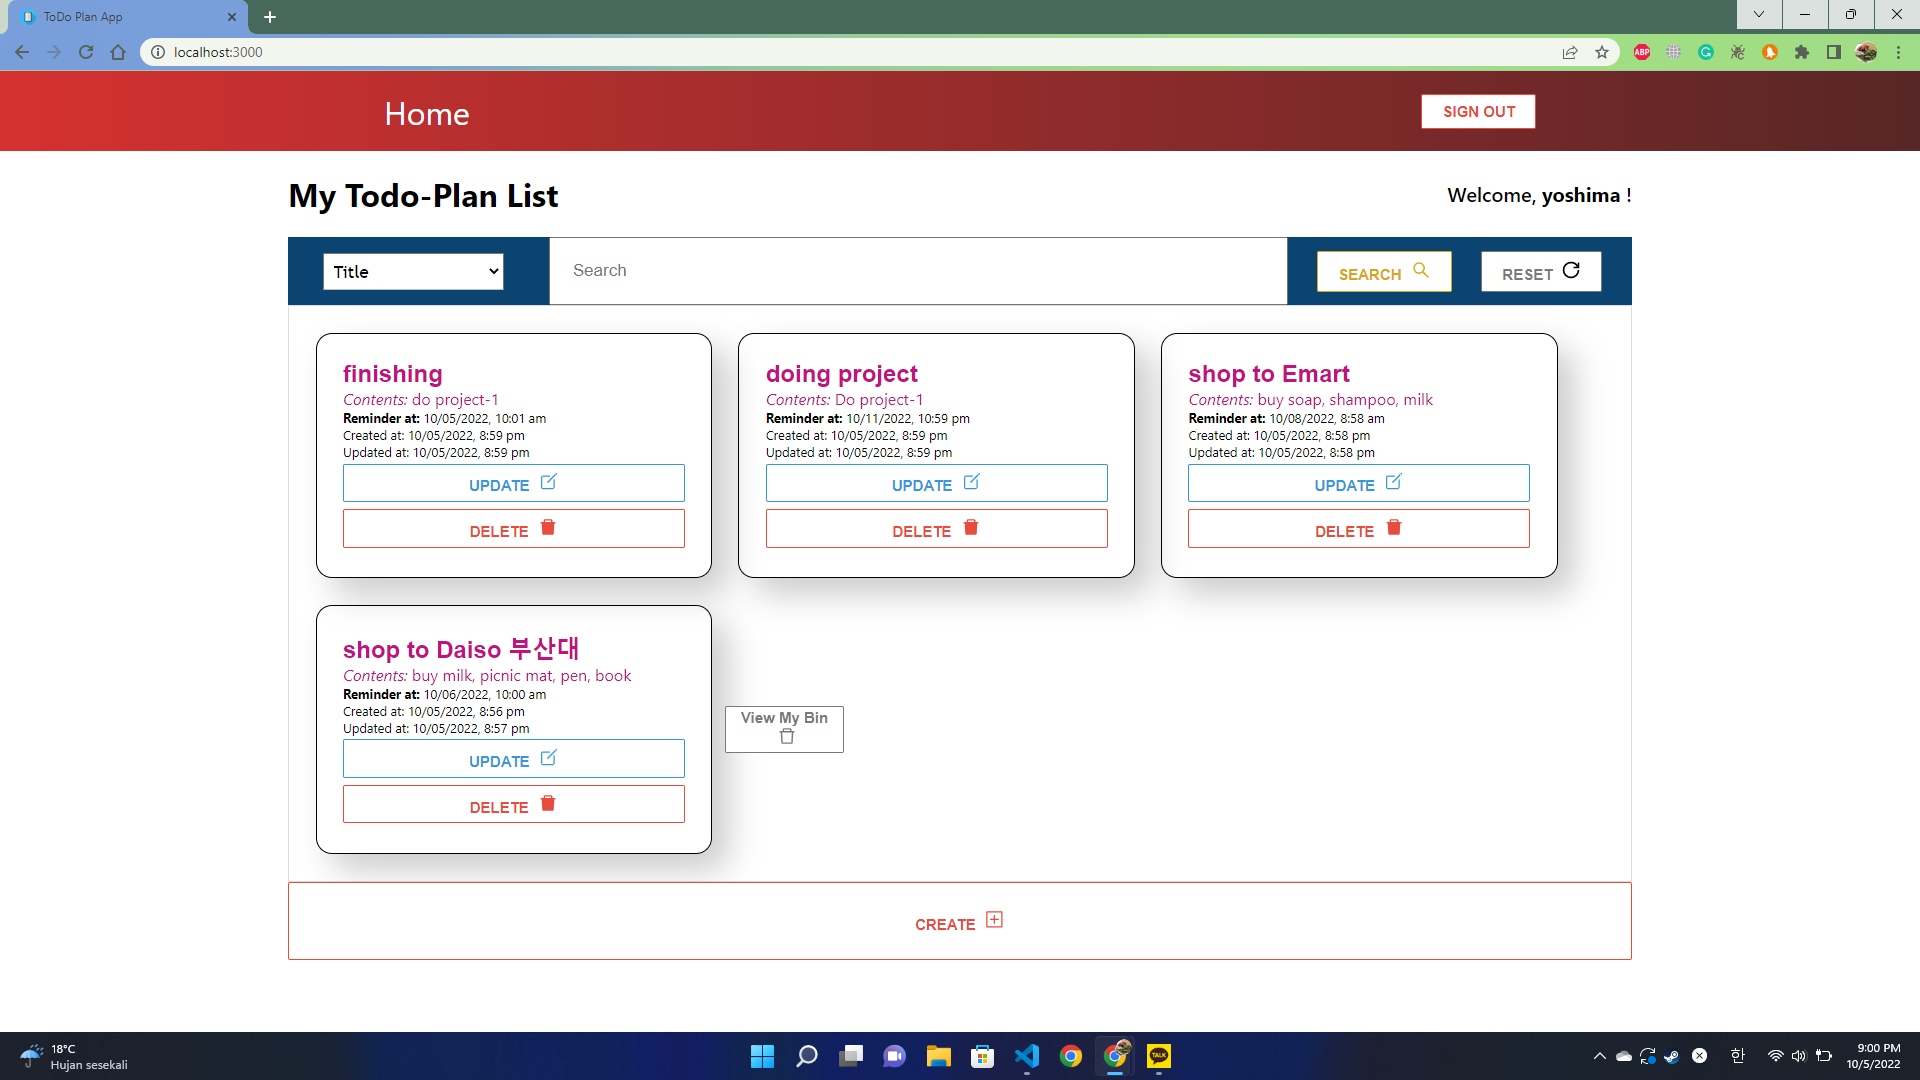 ToDo Plan App
localhost:3000
ABP
Home
SIGN OUT
My Todo-Plan List
Welcome, yoshima !
Title
Search
SEARCH
RESET
finishing
Contents: do project-1
Reminder at: 10/05/2022, 10:01 am
Created at: 10/05/2022, 8:59 pm
Updated at: 10/05/2022, 8:59 pm
UPDATE
DELETE
doing project
Contents: Do project-1
Reminder at: 10/11/2022, 10:59 pm
Created at: 10/05/2022, 8:59 pm
Updated at: 10/05/2022, 8:59 pm
UPDATE
DELETE
shop to Emart
Contents: buy soap, shampoo, milk
Reminder at: 10/08/2022, 8:58 am
Created at: 10/05/2022, 8:58 pm
Updated at: 10/05/2022, 8:58 pm
UPDATE
DELETE
shop to Daiso 부산대
Contents: buy milk, picnic mat, pen, book
Reminder at: 10/06/2022, 10:00 am
Created at: 10/05/2022, 8:56 pm
Updated at: 10/05/2022, 8:57 pm
UPDATE
DELETE
View My Bin
CREATE
18°C
Hujan sesekali
TALK
한
9:00 PM
10/5/2022